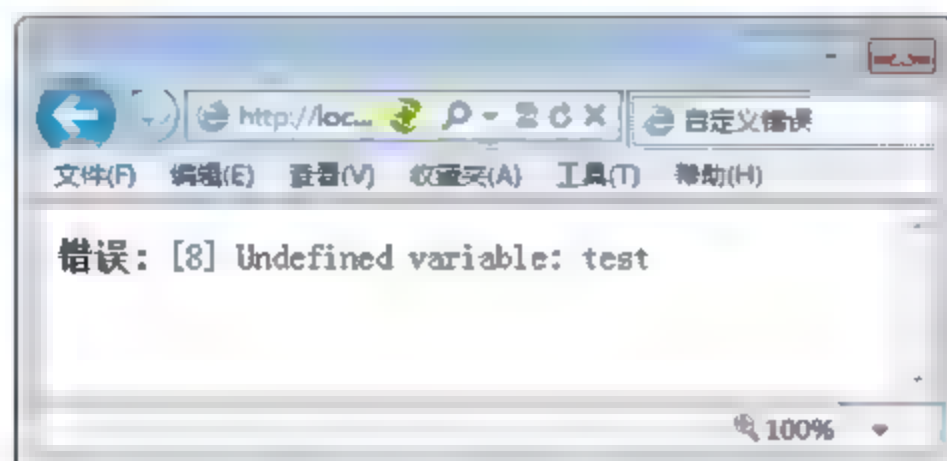 http://loc... 自定义错误
文件(F) 编辑(E) 查看(V) 收藏夹(A) 工具(T) 帮助(H)
错误: [8] Undefined variable: test
100%